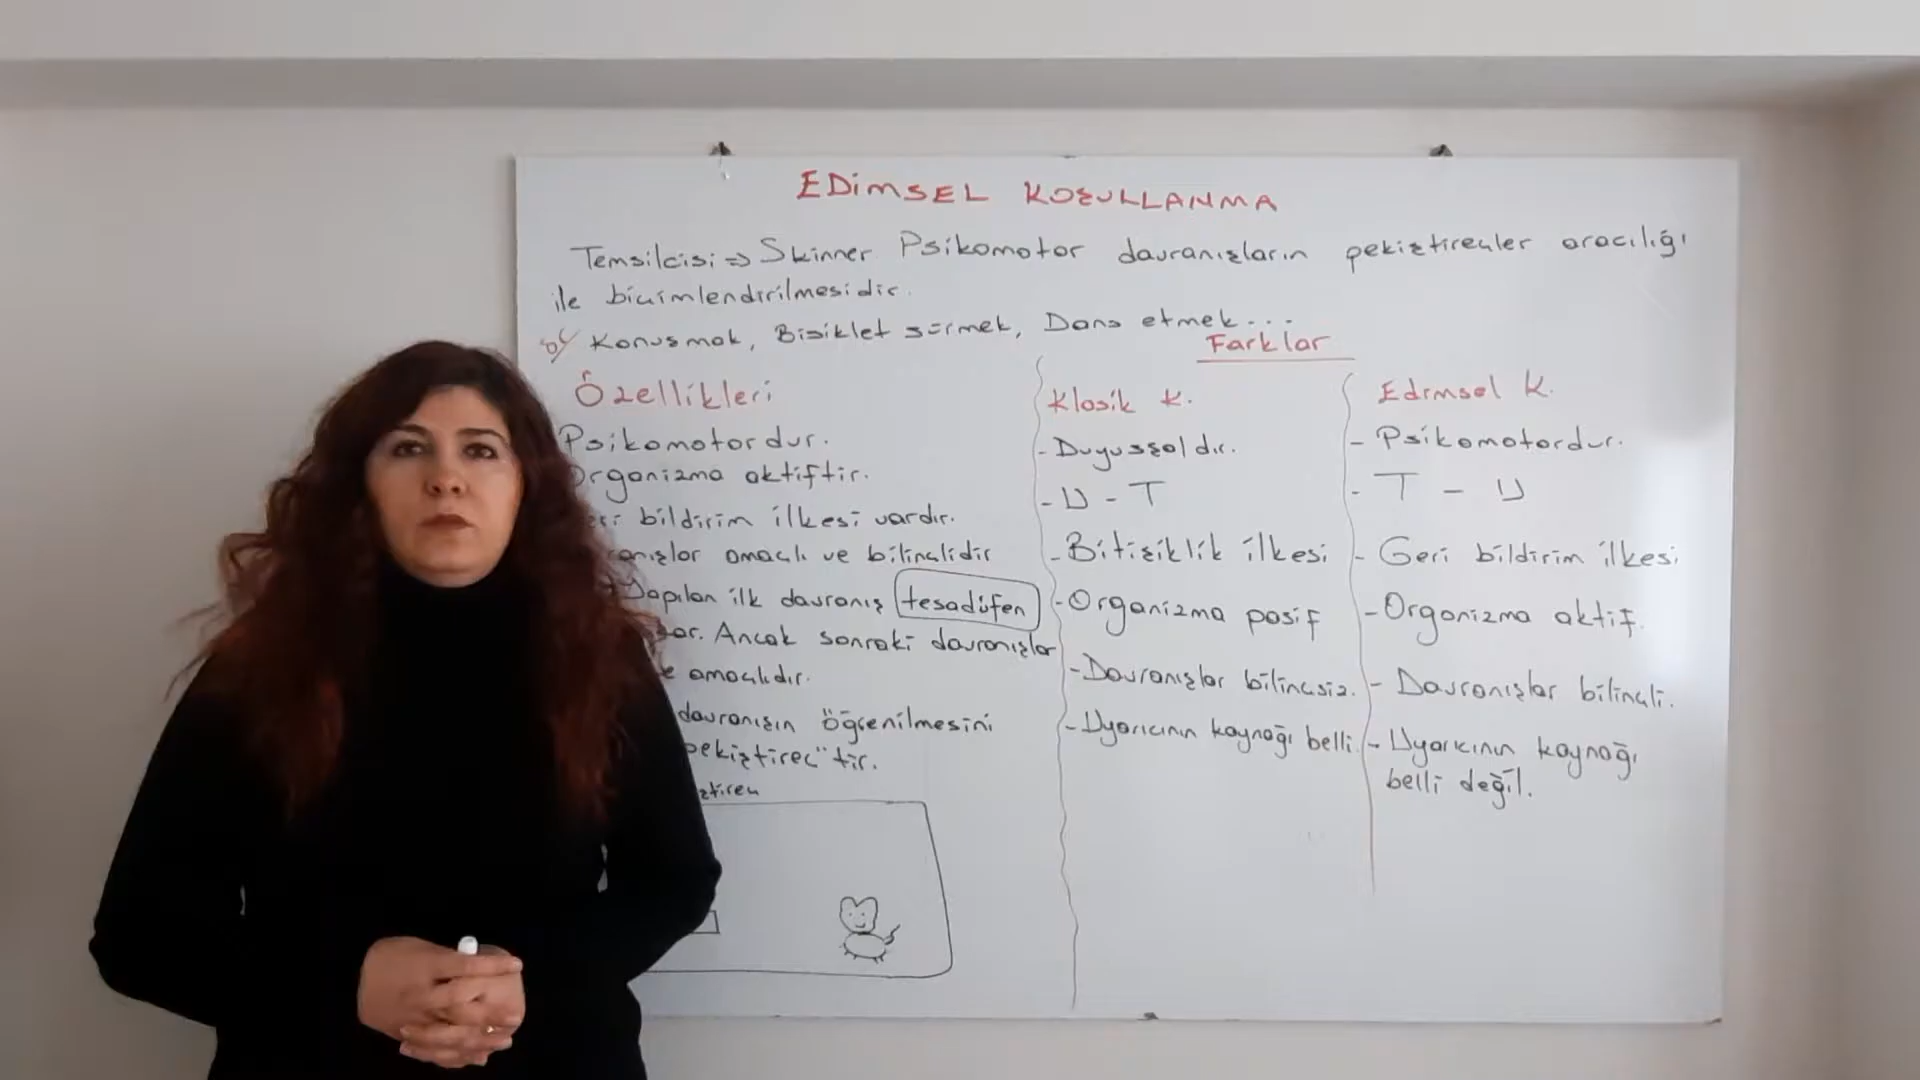 EDİMSEL KOŞULLANMA
Temsilcisi => Skinner. Psikomotor davranışların pekiştireçler aracılığı
ile biçimlendirilmesidir.
ör/ Konuşmak, Bisiklet sürmek, Dans etmek...
Farklar
Özellikleri
Psikomotordur.
Organizma aktiftir.
bildirim ilkesi vardır.
amaçlı ve bilinçlidir
Yapılan ilk davranış tesadüfen
Ancak sonraki davranışlar
amaçlıdır.
davranışın öğrenilmesini
pekiştireç" tir.
Klasik K.
- Duyuşsaldır.
- U - T
- Bitişiklik ilkesi
- Organizma pasif
- Davranışlar bilinçsiz.
- Uyarıcının kaynağı belli.
Edimsel K.
- Psikomotordur.
- T - U
- Geri bildirim ilkesi
- Organizma aktif.
- Davranışlar bilinçli.
- Uyarıcının kaynağı
belli değil.